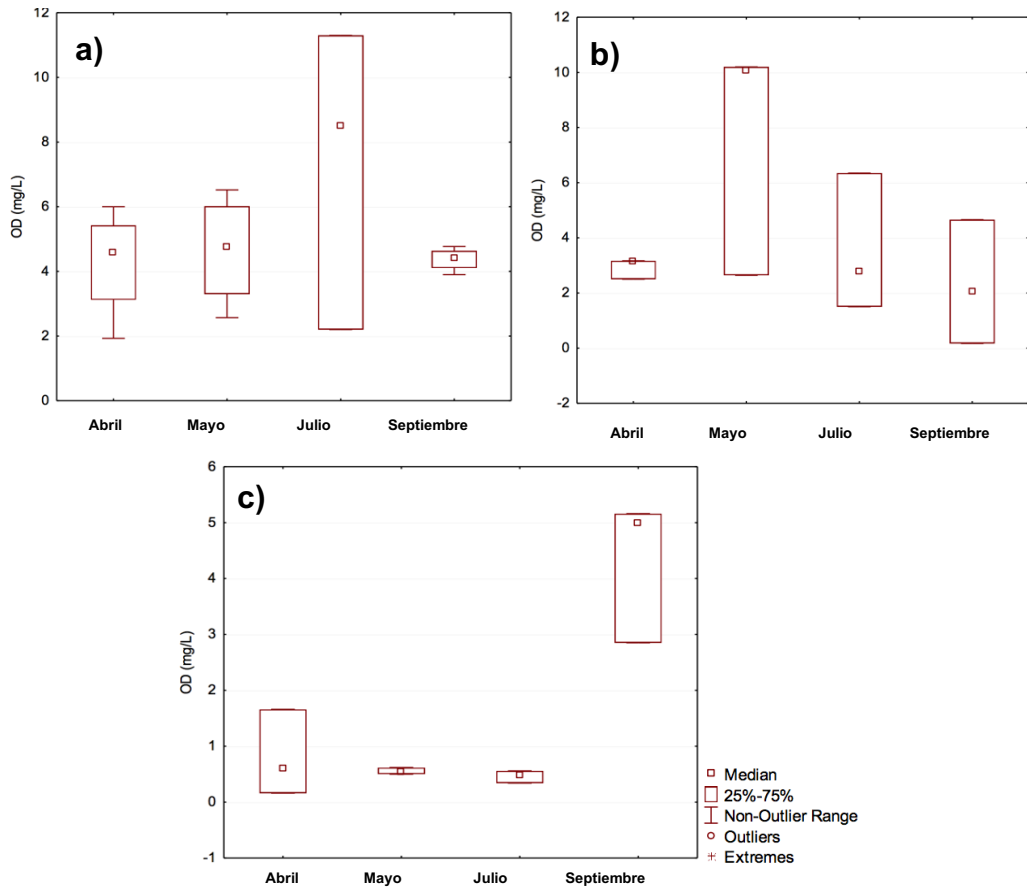 a)
12
10
8
6
4
2
0
OD (mg/L)
Abril Mayo Julio Septiembre
b)
12
10
8
6
4
2
0
-2
OD (mg/L)
Abril Mayo Julio Septiembre
c)
6
5
4
3
2
1
0
-1
OD (mg/L)
Abril Mayo Julio Septiembre
Median
25%-75%
Non-Outlier Range
Outliers
Extremes